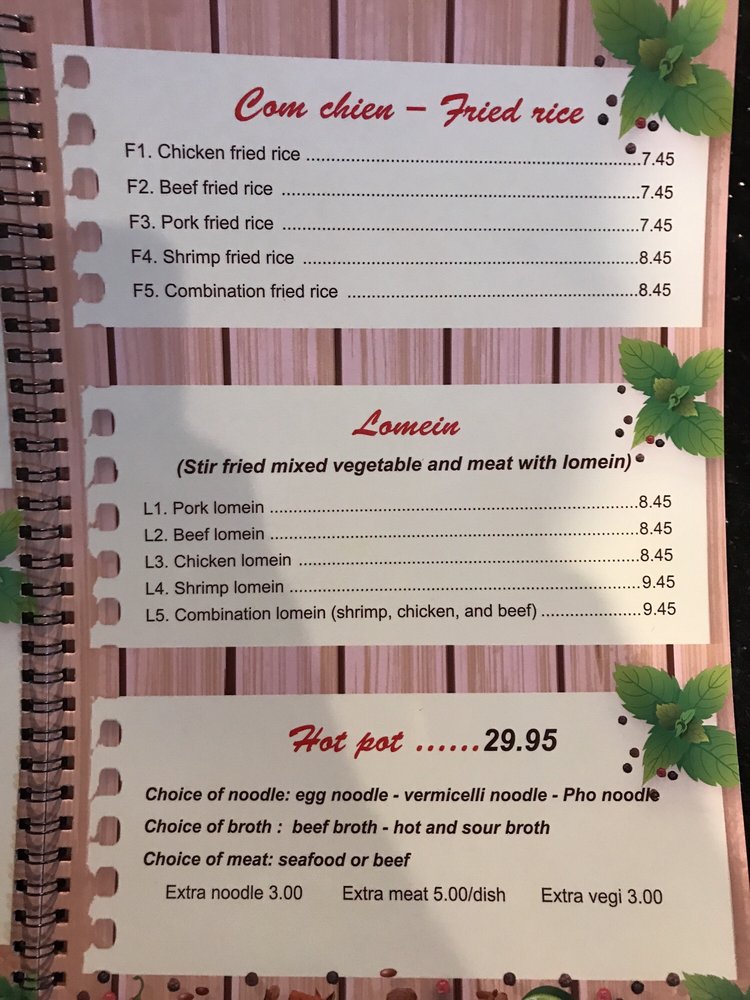 Com chien – Fried rice
F1. Chicken fried rice ........................................................7.45
F2. Beef fried rice ............................................................7.45
F3. Pork fried rice ............................................................7.45
F4. Shrimp fried rice ........................................................8.45
F5. Combination fried rice .................................................8.45
Lomein
(Stir fried mixed vegetable and meat with lomein)
L1. Pork lomein ................................................................8.45
L2. Beef lomein ................................................................8.45
L3. Chicken lomein ..........................................................8.45
L4. Shrimp lomein ............................................................9.45
L5. Combination lomein (shrimp, chicken, and beef) ....................9.45
Hot pot ......29.95
Choice of noodle: egg noodle - vermicelli noodle - Pho noodle
Choice of broth : beef broth - hot and sour broth
Choice of meat: seafood or beef
Extra noodle 3.00 Extra meat 5.00/dish Extra vegi 3.00